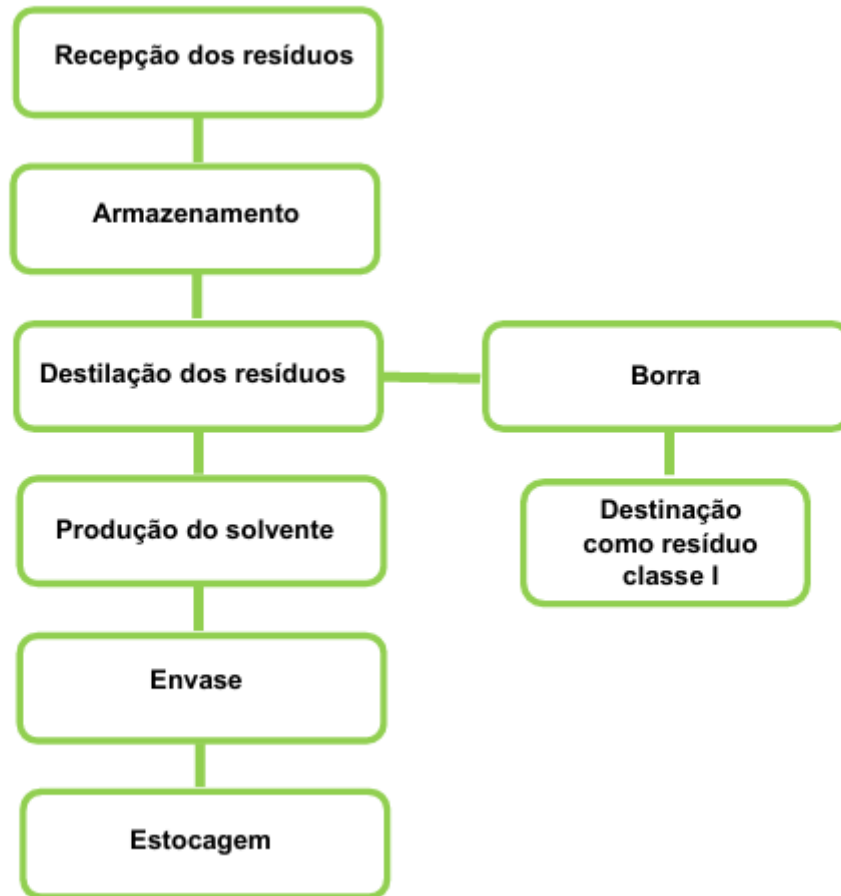 Recepção dos resíduos
Armazenamento
Destilação dos resíduos
Borra
Produção do solvente
Destinação
como resíduo
classe I
Envase
Estocagem